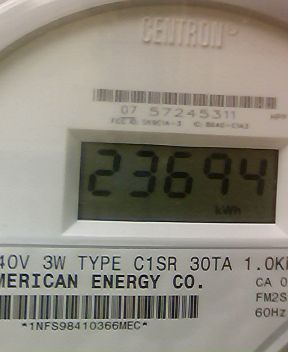 CENTRON®
07 57245311
23694
kWh
40V 3W TYPE C1SR 30TA 1.0K
MERICAN ENERGY CO.
CA 0
FM2S
60Hz
*1NFS98410366MEC*